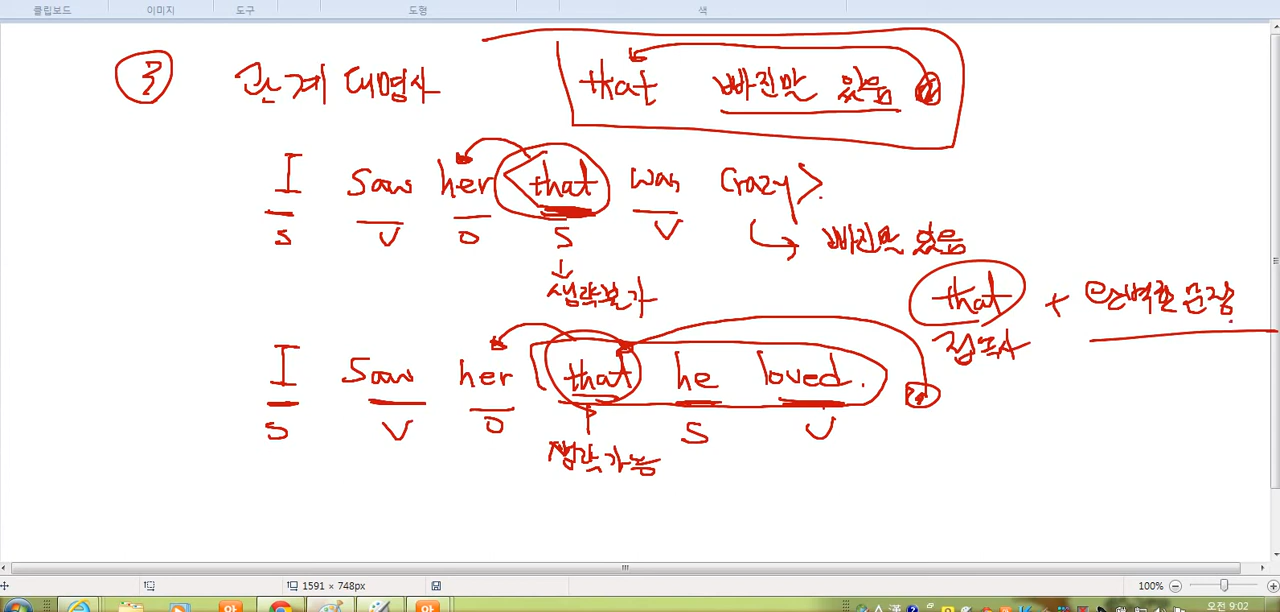 클립보드 이미지 도구 도형 색
③ 관계대명사 that 빠진말 있음
I saw her <that was crazy>.
S V O S V 빠진말 있음
생략불가
that + 완벽한 문장
접속사
I saw her that he loved.
S V O S V
생략가능
1591 × 748px 100%
오전 9:02